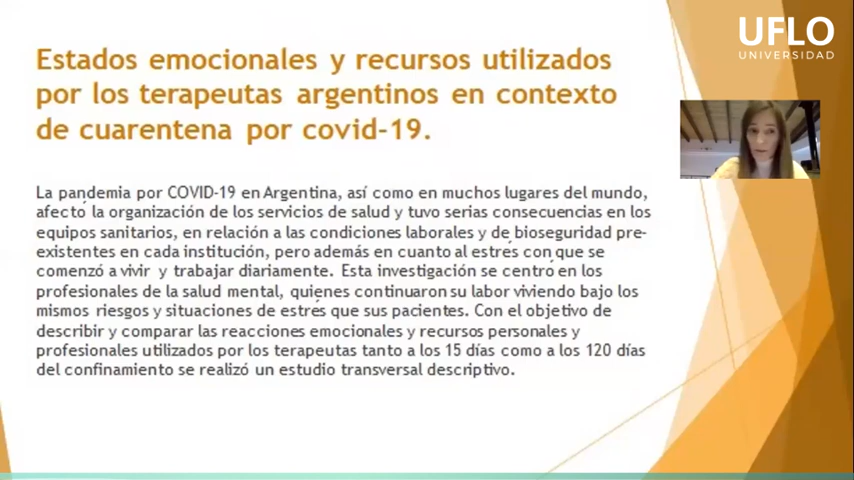 UFLO
UNIVERSIDAD
Estados emocionales y recursos utilizados
por los terapeutas argentinos en contexto
de cuarentena por covid-19.
La pandemia por COVID-19 en Argentina, así como en muchos lugares del mundo,
afectó la organización de los servicios de salud y tuvo serias consecuencias en los
equipos sanitarios, en relación a las condiciones laborales y de bioseguridad pre-
existentes en cada institución, pero además en cuanto al estrés con que se
comenzó a vivir y trabajar diariamente. Esta investigación se centró en los
profesionales de la salud mental, quienes continuaron su labor viviendo bajo los
mismos riesgos y situaciones de estrés que sus pacientes. Con el objetivo de
describir y comparar las reacciones emocionales y recursos personales y
profesionales utilizados por los terapeutas tanto a los 15 días como a los 120 días
del confinamiento se realizó un estudio transversal descriptivo.